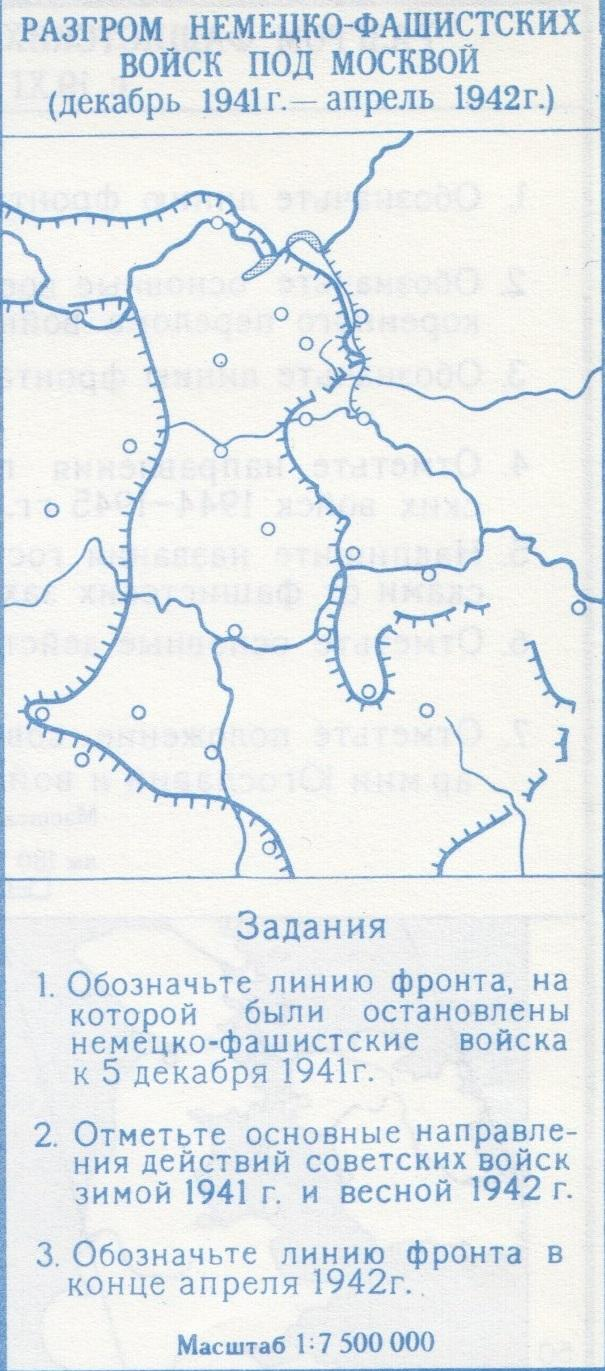 РАЗГРОМ НЕМЕЦКО-ФАШИСТСКИХ
ВОЙСК ПОД МОСКВОЙ
(декабрь 1941г.— апрель 1942г.)
Задания
1. Обозначьте линию фронта, на
которой были остановлены
немецко-фашистские войска
к 5 декабря 1941г.
2. Отметьте основные направле-
ния действий советских войск
зимой 1941 г. и весной 1942 г.
3. Обозначьте линию фронта в
конце апреля 1942г.
Масштаб 1:7 500 000